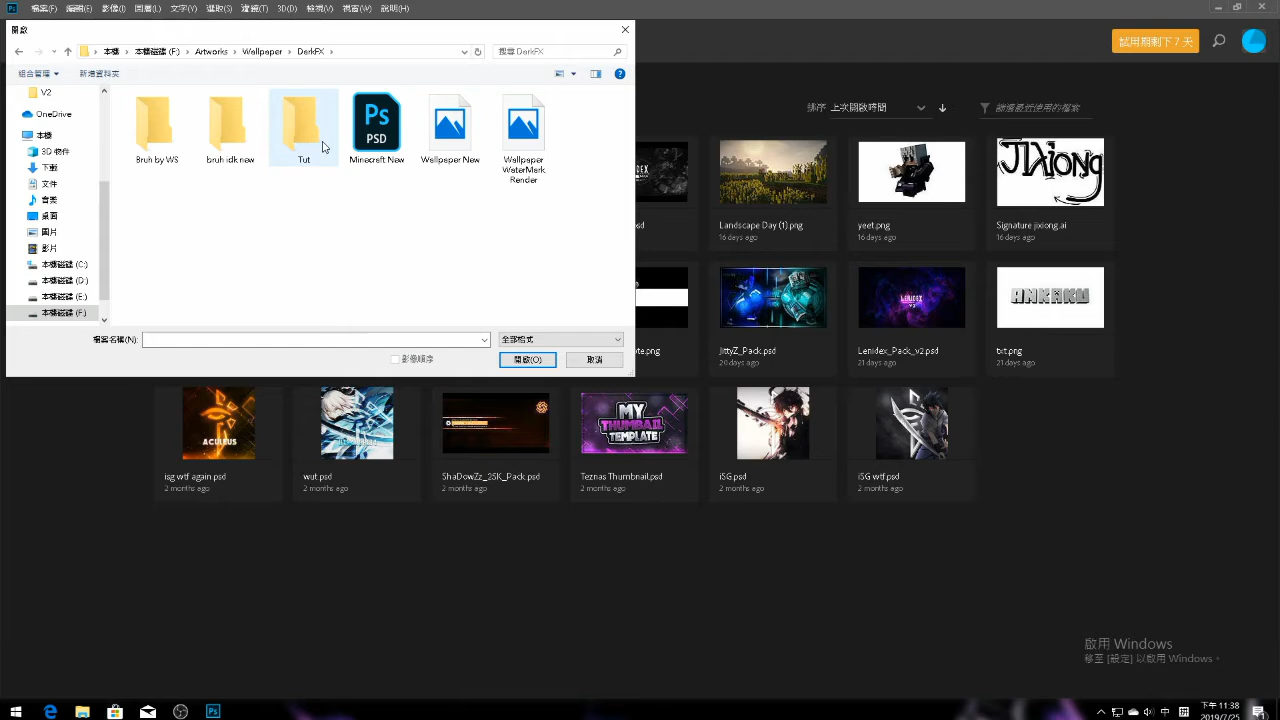 檔案(F) 編輯(E) 影像(I) 圖層(L) 文字(Y) 選取(S) 濾鏡(T) 3D(D) 檢視(V) 視窗(W) 說明(H)
開啟
本機 › 本機磁碟 (F:) › Artworks › Wallpaper › DarkFX ›
搜尋 DarkFX
試用期剩下 7 天
組合管理
新增資料夾
V2
OneDrive
本機
3D 物件
下載
文件
音樂
桌面
圖片
影片
本機磁碟 (C:)
本機磁碟 (D:)
本機磁碟 (E:)
本機磁碟 (F:)
Bruh by WS
bruh idk new
Tut
Ps
PSD
Minecraft New
Wallpaper New
Wallpaper
WaterMark
Render
檔案名稱(N):
全部格式
影像順序
開啟(O)
取消
排序 上次開啟時間
篩選最近使用的檔案
Landscape Day (1).png
16 days ago
yeet.png
16 days ago
Jixiong
Signature jixiong.ai
16 days ago
JittyZ_Pack.psd
20 days ago
LENIDEX
Lenidex_Pack_v2.psd
21 days ago
ANKAKU
txt.png
21 days ago
ACULEUS
isg wtf again.psd
2 months ago
wut.psd
2 months ago
ShaDowZz_25K_Pack.psd
2 months ago
MY
THUMBAIL
TEMPLATE
Teznas Thumbnail.psd
2 months ago
iSG.psd
2 months ago
iSG wtf.psd
2 months ago
啟用 Windows
移至 [設定] 以啟用 Windows。
中
下午 11:38